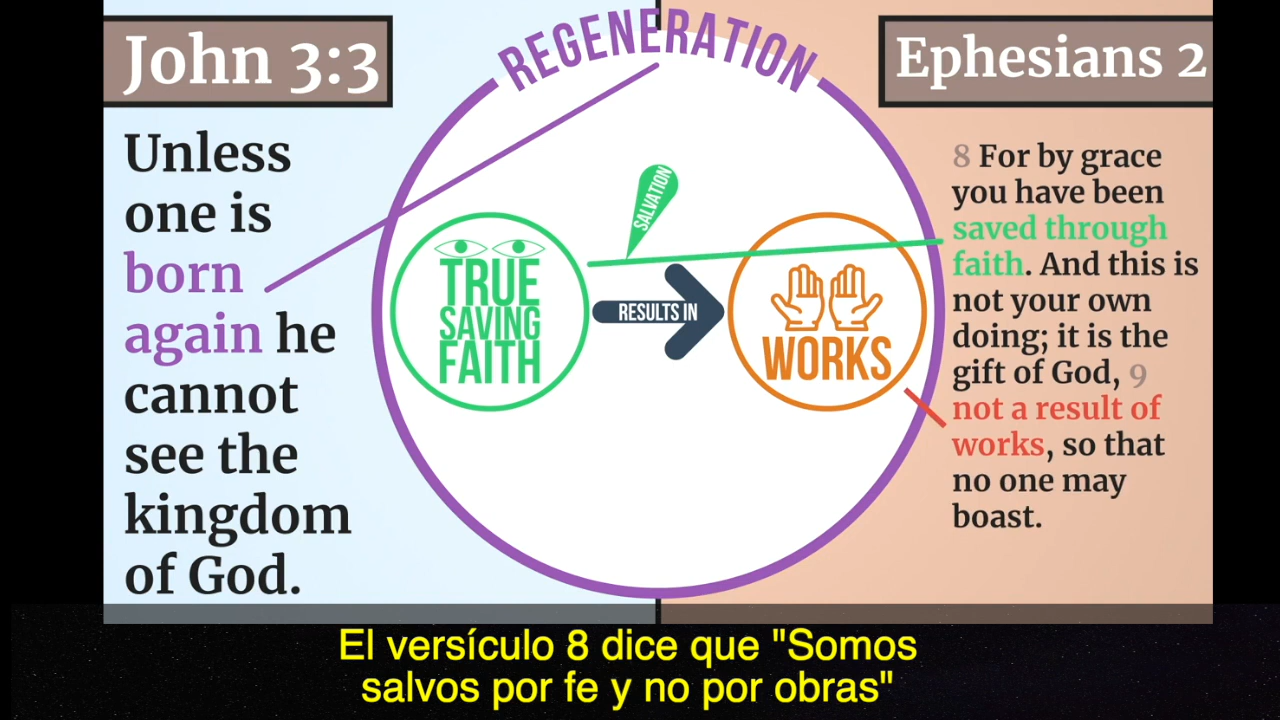 John 3:3
Unless
one is
born
again he
cannot
see the
kingdom
of God.
REGENERATION
SALVATION
TRUE
SAVING
FAITH
RESULTS IN
WORKS
Ephesians 2
8 For by grace
you have been
saved through
faith. And this is
not your own
doing; it is the
gift of God, 9
not a result of
works, so that
no one may
boast.
El versículo 8 dice que "Somos
salvos por fe y no por obras"